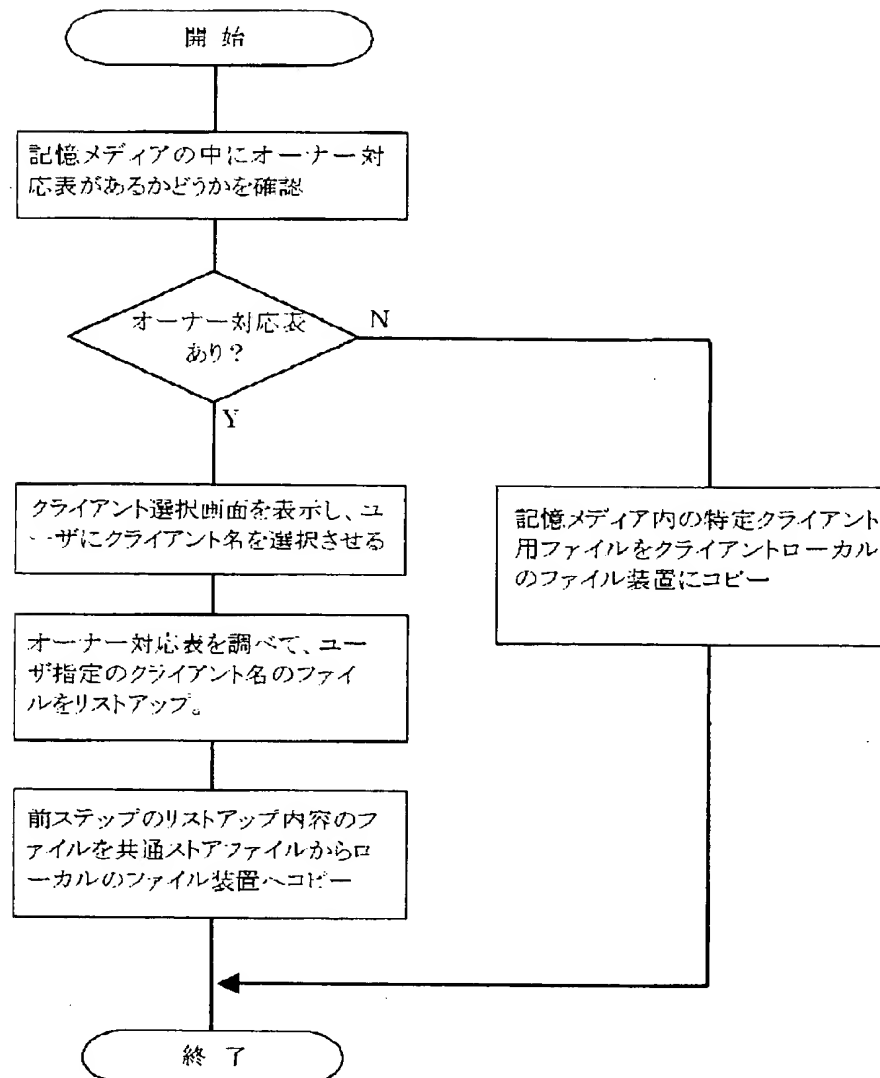 開 始
記憶メディアの中にオーナー対
応表があるかどうかを確認
オーナー対応表
あり?
N
Y
クライアント選択画面を表示し、ユ
ーザにクライアント名を選択させる
記憶メディア内の特定クライアント
用ファイルをクライアントローカル
のファイル装置にコピー
オーナー対応表を調べて、ユー
ザ指定のクライアント名のファイ
ルをリストアップ。
前ステップのリストアップ内容のフ
ァイルを共通ストアファイルからロ
ーカルのファイル装置へコピー
終 了